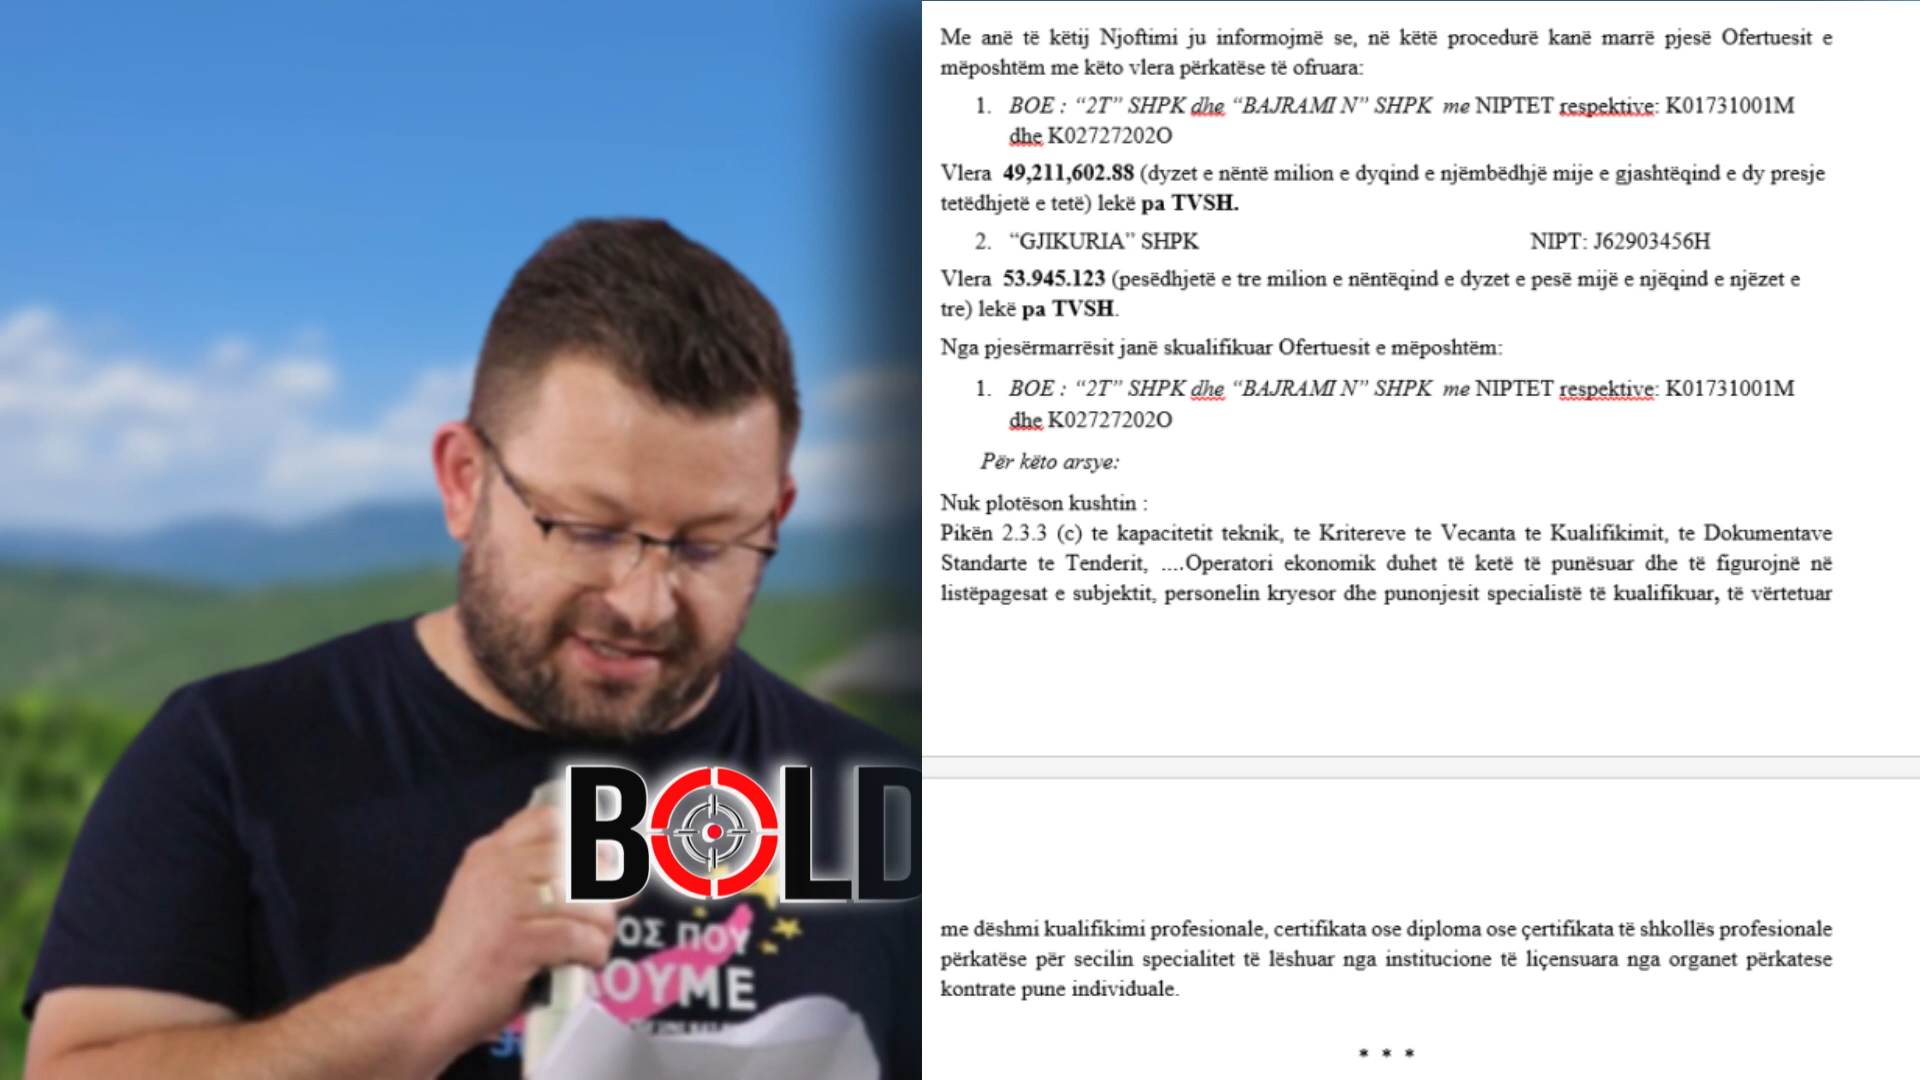 BOLD
ΟΣ ΠΟΥ
ΟΥΜΕ
Me anë të këtij Njoftimi ju informojmë se, në këtë procedurë kanë marrë pjesë Ofertuesit e
mëposhtëm me këto vlera përkatëse të ofruara:
1. BOE : “2T” SHPK dhe “BAJRAMI N” SHPK me NIPTET respektive: K01731001M
dhe K02727202O
Vlera 49,211,602.88 (dyzet e nëntë milion e dyqind e njëmbëdhjë mije e gjashtëqind e dy presje
tetëdhjetë e tetë) lekë pa TVSH.
2. “GJIKURIA” SHPK NIPT: J62903456H
Vlera 53.945.123 (pesëdhjetë e tre milion e nëntëqind e dyzet e pesë mijë e njëqind e njëzet e
tre) lekë pa TVSH.
Nga pjesërmarrësit janë skualifikuar Ofertuesit e mëposhtëm:
1. BOE : “2T” SHPK dhe “BAJRAMI N” SHPK me NIPTET respektive: K01731001M
dhe K02727202O
Për këto arsye:
Nuk plotëson kushtin :
Pikën 2.3.3 (c) te kapacitetit teknik, te Kritereve te Vecanta te Kualifikimit, te Dokumentave
Standarte te Tenderit, ....Operatori ekonomik duhet të ketë të punësuar dhe të figurojnë në
listëpagesat e subjektit, personelin kryesor dhe punonjesit specialistë të kualifikuar, të vërtetuar
me dëshmi kualifikimi profesionale, certifikata ose diploma ose çertifikata të shkollës profesionale
përkatëse për secilin specialitet të lëshuar nga institucione të liçensuara nga organet përkatese
kontrate pune individuale.
* * *